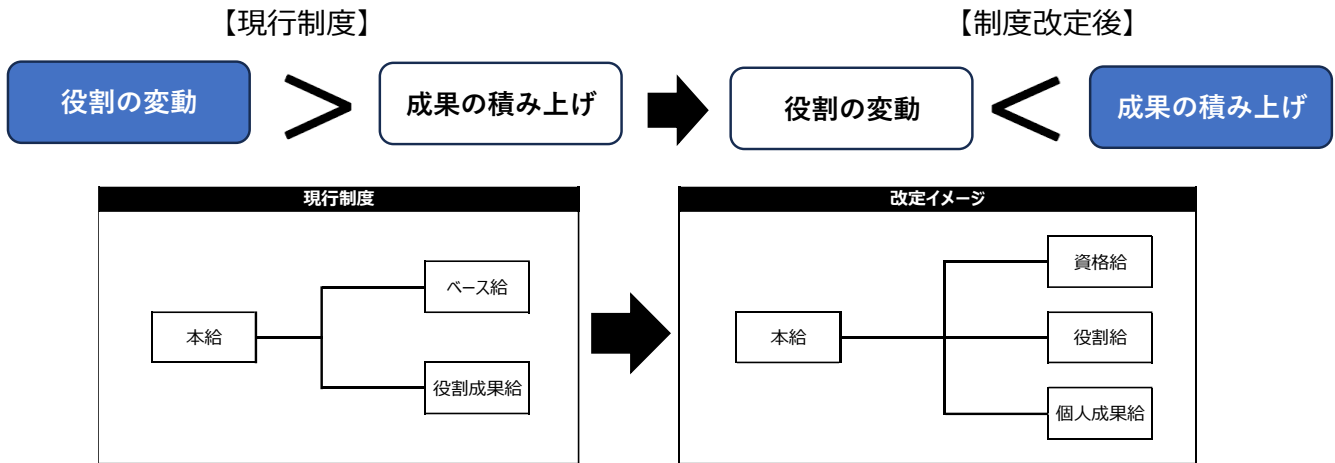 【現行制度】
【制度改定後】
役割の変動
>
成果の積み上げ
役割の変動
<
成果の積み上げ
現行制度
本給
ベース給
役割成果給
改定イメージ
本給
資格給
役割給
個人成果給